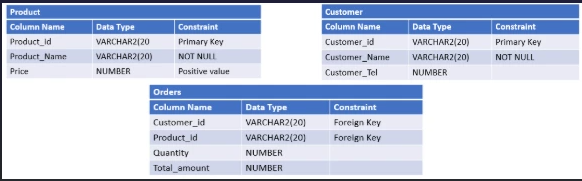 Product
Column Name Data Type Constraint
Product_Id VARCHAR2(20 Primary Key
Product_Name VARCHAR2(20) NOT NULL
Price NUMBER Positive value
Customer
Column Name Data Type Constraint
Customer_id VARCHAR2(20) Primary Key
Customer_Name VARCHAR2(20) NOT NULL
Customer_Tel NUMBER
Orders
Column Name Data Type Constraint
Customer_id VARCHAR2(20) Foreign Key
Product_Id VARCHAR2(20) Foreign Key
Quantity NUMBER
Total_amount NUMBER